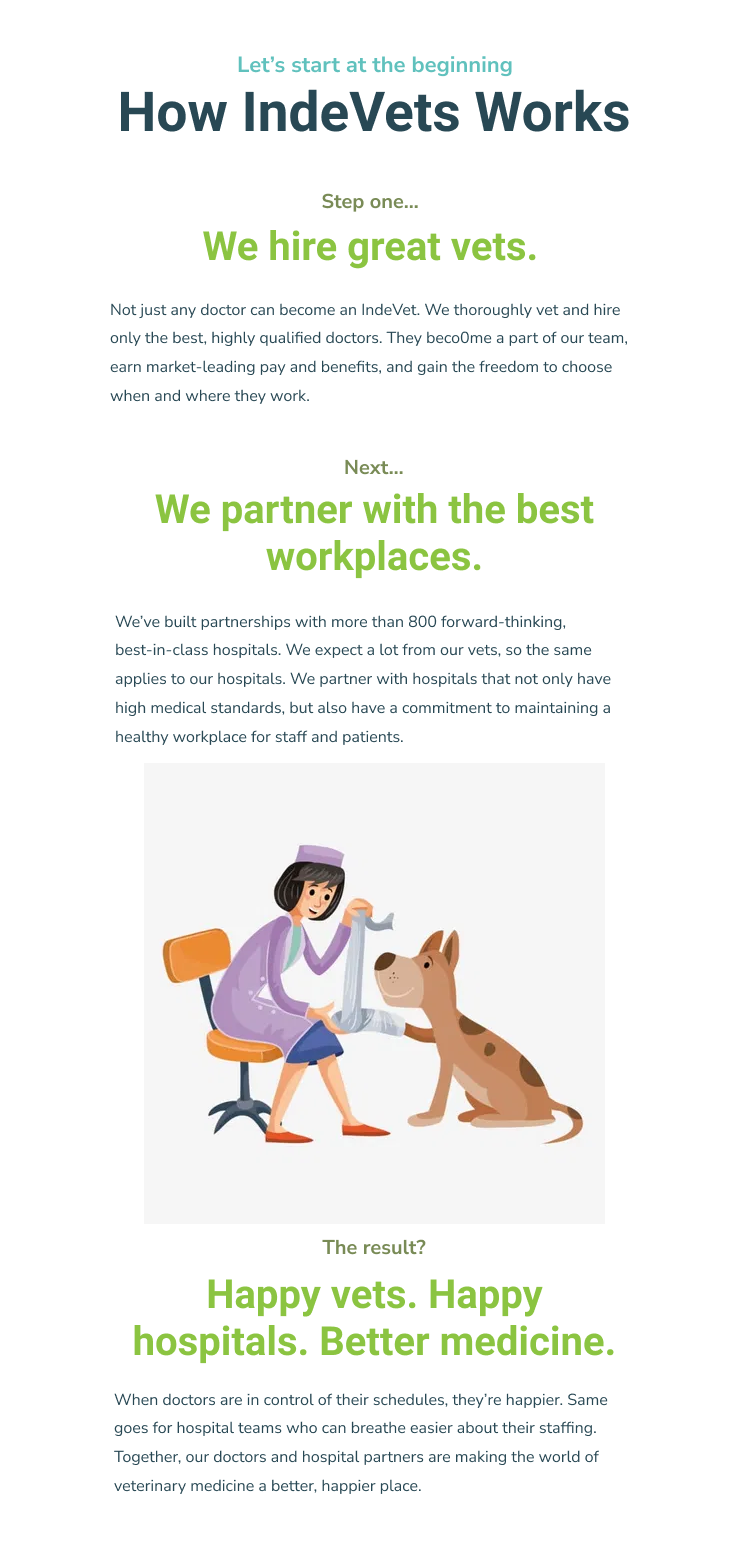 Let’s start at the beginning
How IndeVets Works
Step one...
We hire great vets.
Not just any doctor can become an IndeVet. We thoroughly vet and hire
only the best, highly qualified doctors. They beco0me a part of our team,
earn market-leading pay and benefits, and gain the freedom to choose
when and where they work.
Next...
We partner with the best
workplaces.
We’ve built partnerships with more than 800 forward-thinking,
best-in-class hospitals. We expect a lot from our vets, so the same
applies to our hospitals. We partner with hospitals that not only have
high medical standards, but also have a commitment to maintaining a
healthy workplace for staff and patients.
The result?
Happy vets. Happy
hospitals. Better medicine.
When doctors are in control of their schedules, they’re happier. Same
goes for hospital teams who can breathe easier about their staffing.
Together, our doctors and hospital partners are making the world of
veterinary medicine a better, happier place.